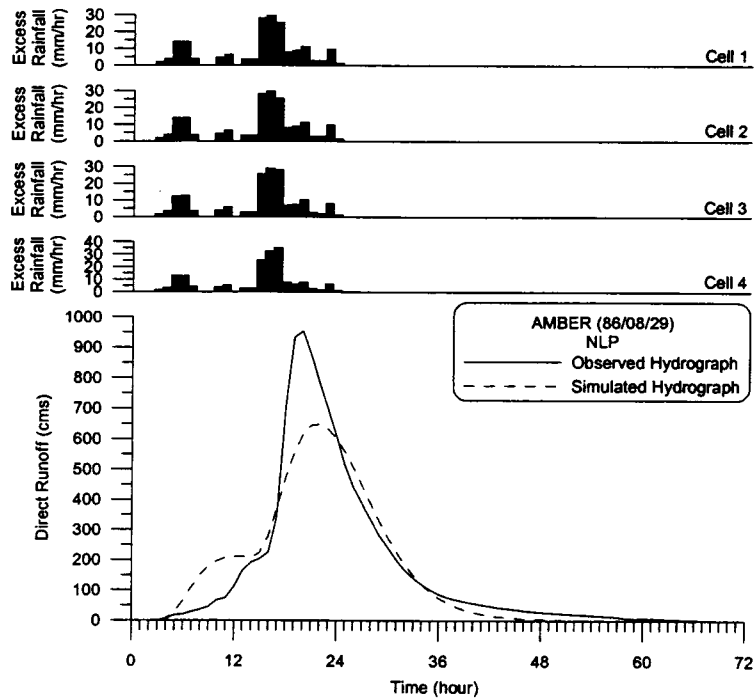 Excess
Rainfall
(mm/hr)
30
20
10
0
Cell 1
Excess
Rainfall
(mm/hr)
30
20
10
0
Cell 2
Excess
Rainfall
(mm/hr)
30
20
10
0
Cell 3
Excess
Rainfall
(mm/hr)
40
30
20
10
0
Cell 4
1000
900
800
700
600
500
400
300
200
100
0
Direct Runoff (cms)
AMBER (86/08/29)
NLP
Observed Hydrograph
Simulated Hydrograph
0 12 24 36 48 60 72
Time (hour)